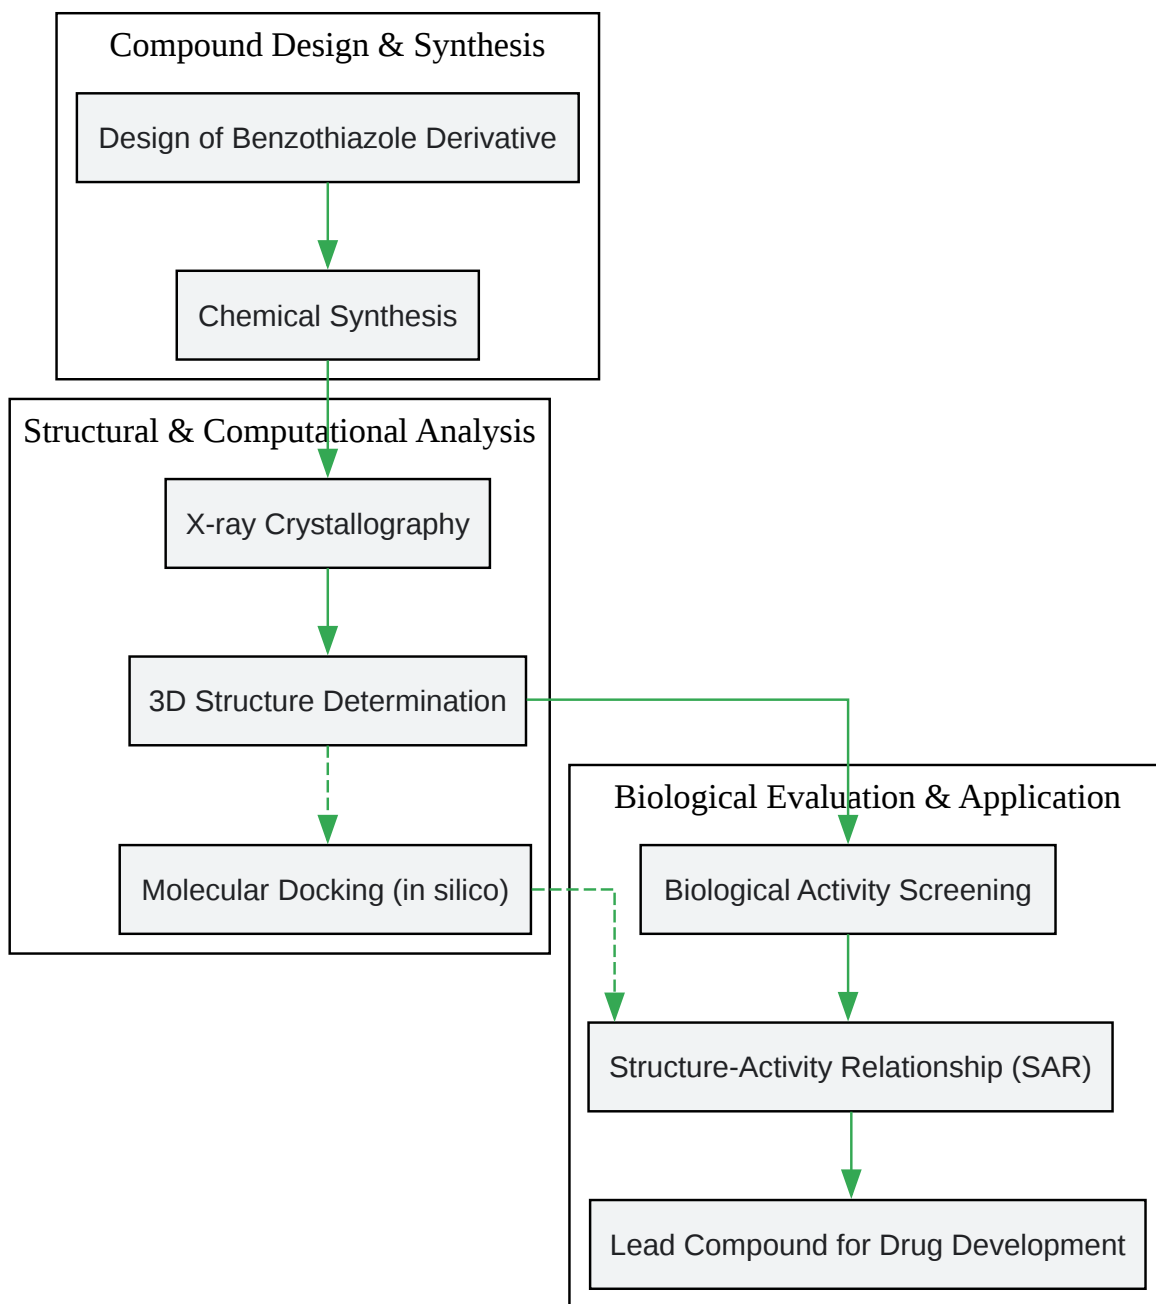 Compound Design & Synthesis
Design of Benzothiazole Derivative
Chemical Synthesis
Structural & Computational Analysis
X-ray Crystallography
3D Structure Determination
Molecular Docking (in silico)
Biological Evaluation & Application
Biological Activity Screening
Structure-Activity Relationship (SAR)
Lead Compound for Drug Development